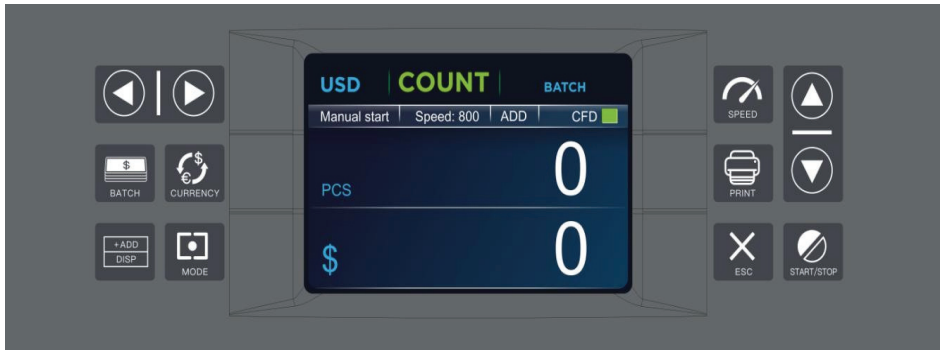 USD COUNT BATCH
Manual start Speed: 800 ADD CFD
PCS 0
$ 0
$
BATCH
$
€
CURRENCY
+ADD
DISP
MODE
SPEED
PRINT
ESC
START/STOP